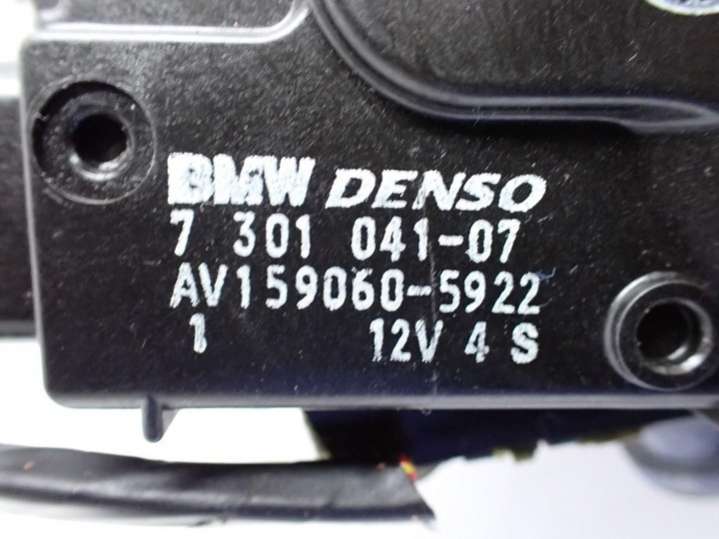 BMW DENSO
7 301 041-07
AV159060-5922
1 12V 4 S